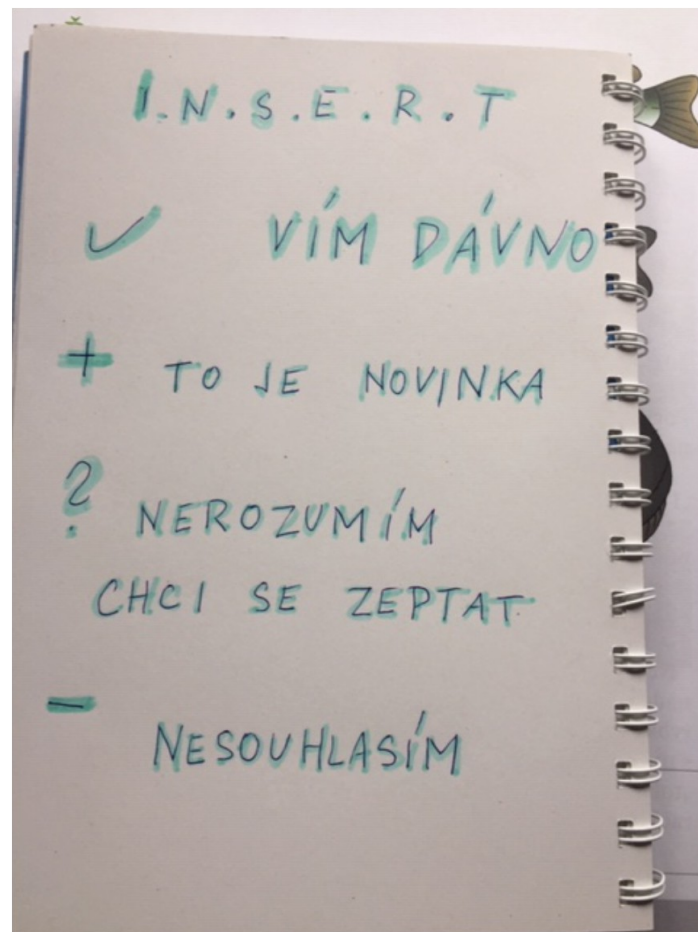 I.N.S.E.R.T
✓ VÍM DÁVNO
+ TO JE NOVINKA
? NEROZUMÍM
CHCI SE ZEPTAT
- NESOUHLASÍM